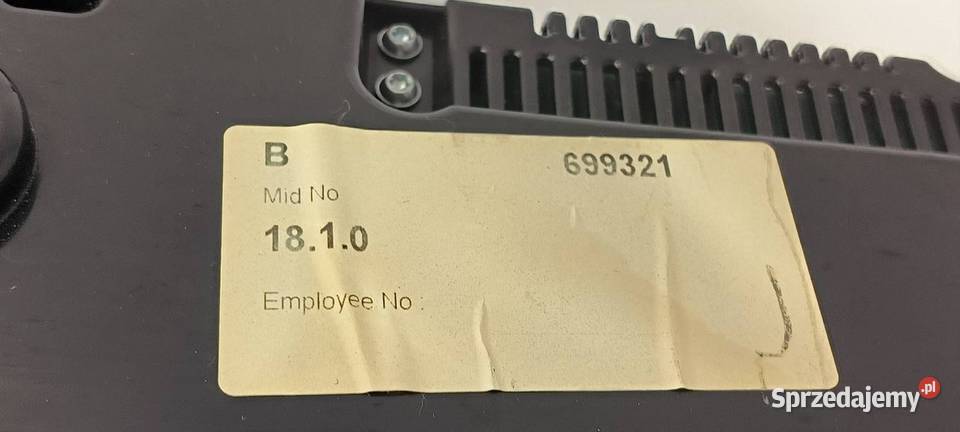 B 699321
Mid No
18.1.0
Employee No :
Sprzedajemy.pl